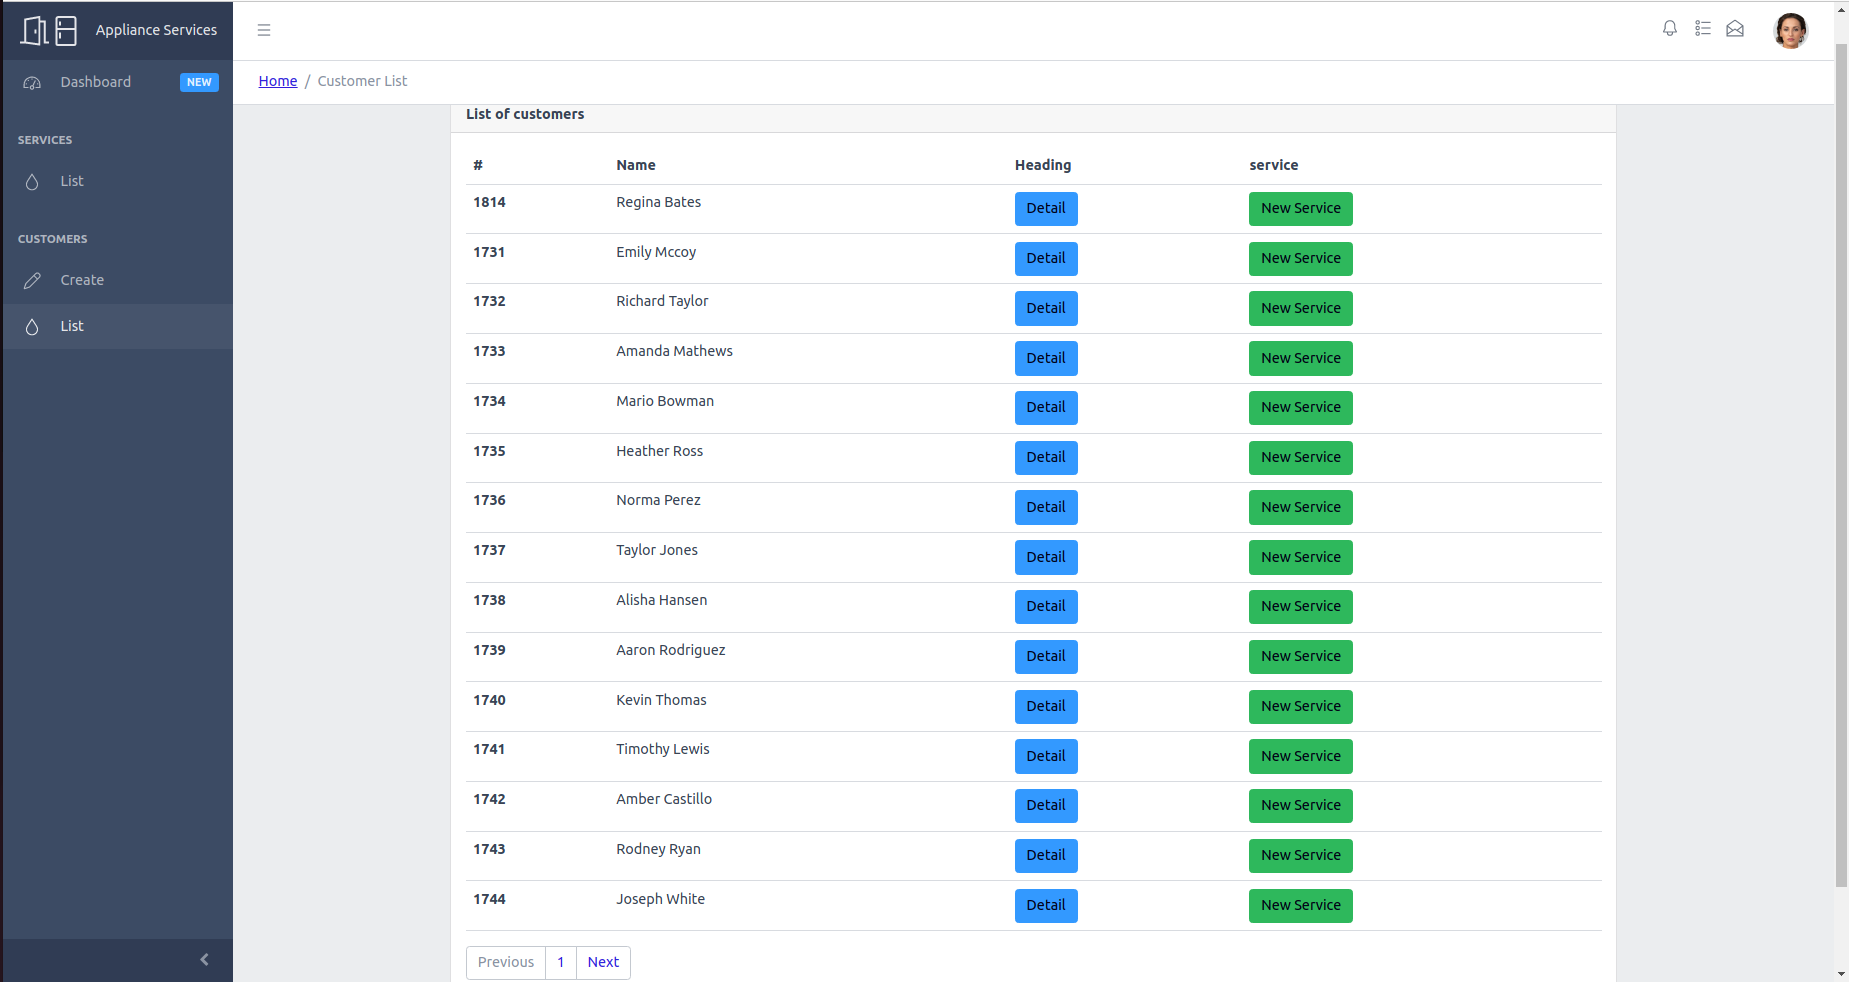 Appliance Services
Dashboard NEW
SERVICES
List
CUSTOMERS
Create
List
Home / Customer List
List of customers
# Name Heading service
1814 Regina Bates Detail New Service
1731 Emily Mccoy Detail New Service
1732 Richard Taylor Detail New Service
1733 Amanda Mathews Detail New Service
1734 Mario Bowman Detail New Service
1735 Heather Ross Detail New Service
1736 Norma Perez Detail New Service
1737 Taylor Jones Detail New Service
1738 Alisha Hansen Detail New Service
1739 Aaron Rodriguez Detail New Service
1740 Kevin Thomas Detail New Service
1741 Timothy Lewis Detail New Service
1742 Amber Castillo Detail New Service
1743 Rodney Ryan Detail New Service
1744 Joseph White Detail New Service
Previous 1 Next